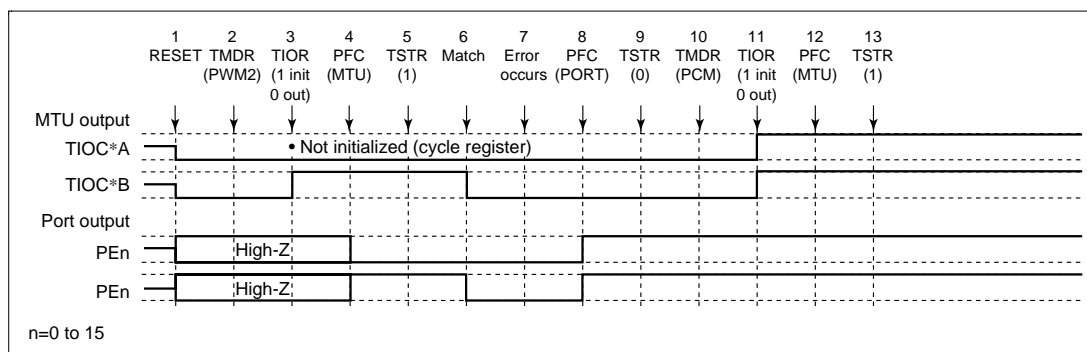 1 2 3 4 5 6 7 8 9 10 11 12 13
RESET TMDR TIOR PFC TSTR Match Error PFC TSTR TMDR TIOR PFC TSTR
(PWM2) (1 init (MTU) (1) occurs (PORT) (0) (PCM) (1 init (MTU) (1)
0 out) 0 out)
MTU output
TIOC*A
• Not initialized (cycle register)
TIOC*B
Port output
PEn
High-Z
PEn
High-Z
n=0 to 15